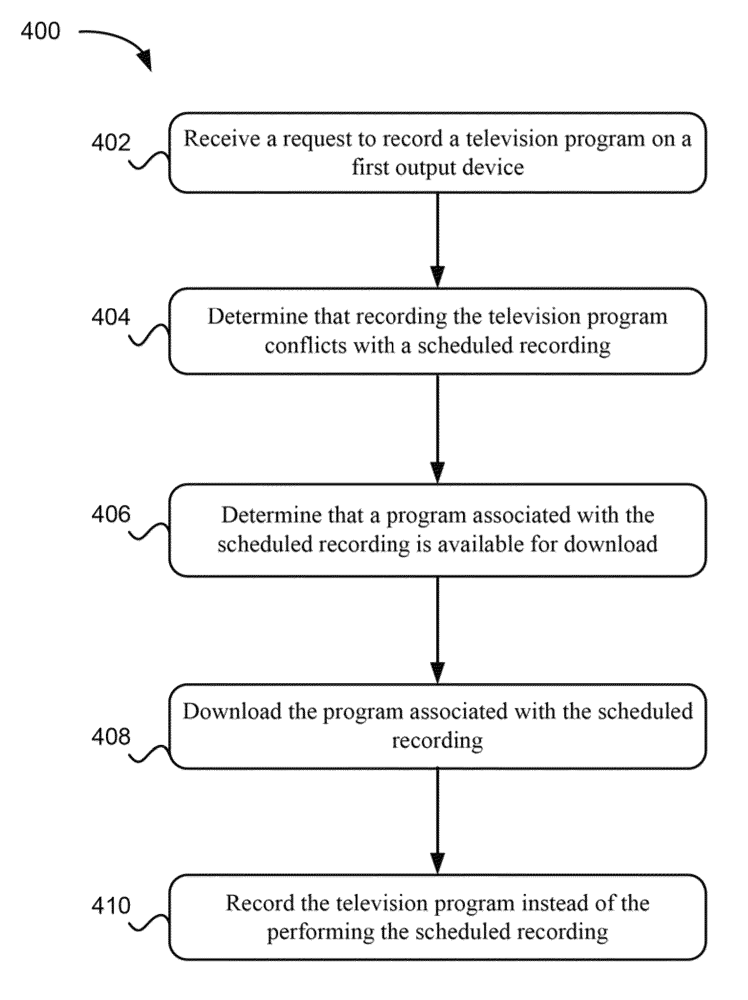 400
402
Receive a request to record a television program on a
first output device
404
Determine that recording the television program
conflicts with a scheduled recording
406
Determine that a program associated with the
scheduled recording is available for download
408
Download the program associated with the scheduled
recording
410
Record the television program instead of the
performing the scheduled recording